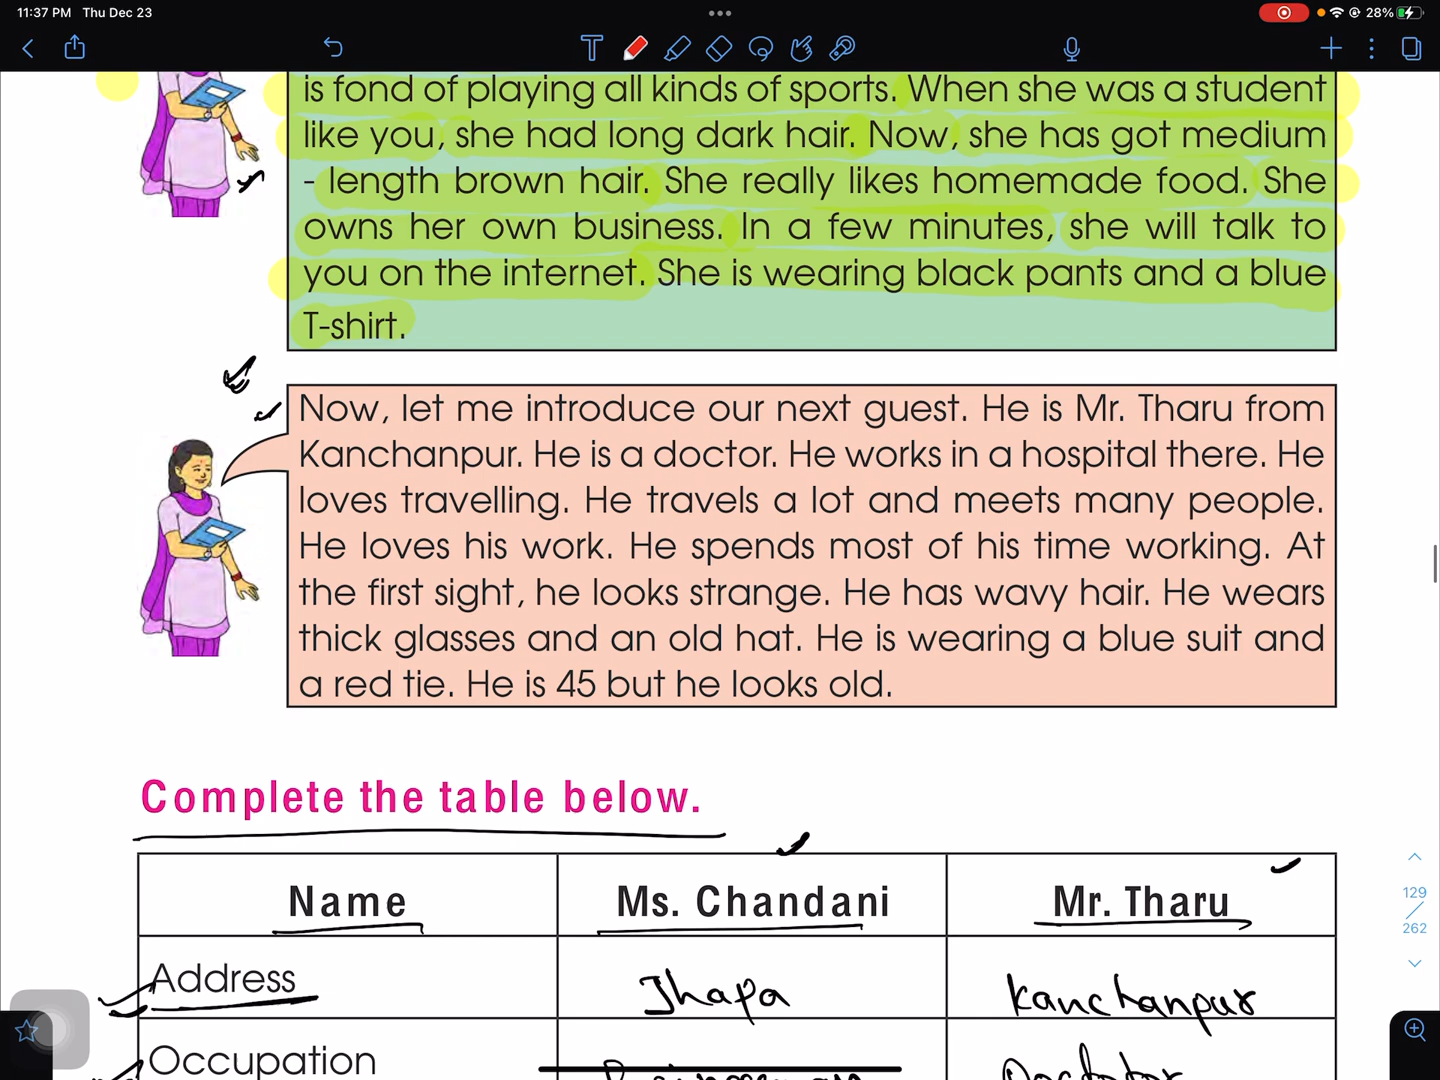 11:37 PM Thu Dec 23
28%
is fond of playing all kinds of sports. When she was a student
like you, she had long dark hair. Now, she has got medium
- length brown hair. She really likes homemade food. She
owns her own business. In a few minutes, she will talk to
you on the internet. She is wearing black pants and a blue
T-shirt.
Now, let me introduce our next guest. He is Mr. Tharu from
Kanchanpur. He is a doctor. He works in a hospital there. He
loves travelling. He travels a lot and meets many people.
He loves his work. He spends most of his time working. At
the first sight, he looks strange. He has wavy hair. He wears
thick glasses and an old hat. He is wearing a blue suit and
a red tie. He is 45 but he looks old.
Complete the table below.
Name Ms. Chandani Mr. Tharu
129
262
Address Jhapa Kanchanpur
Occupation